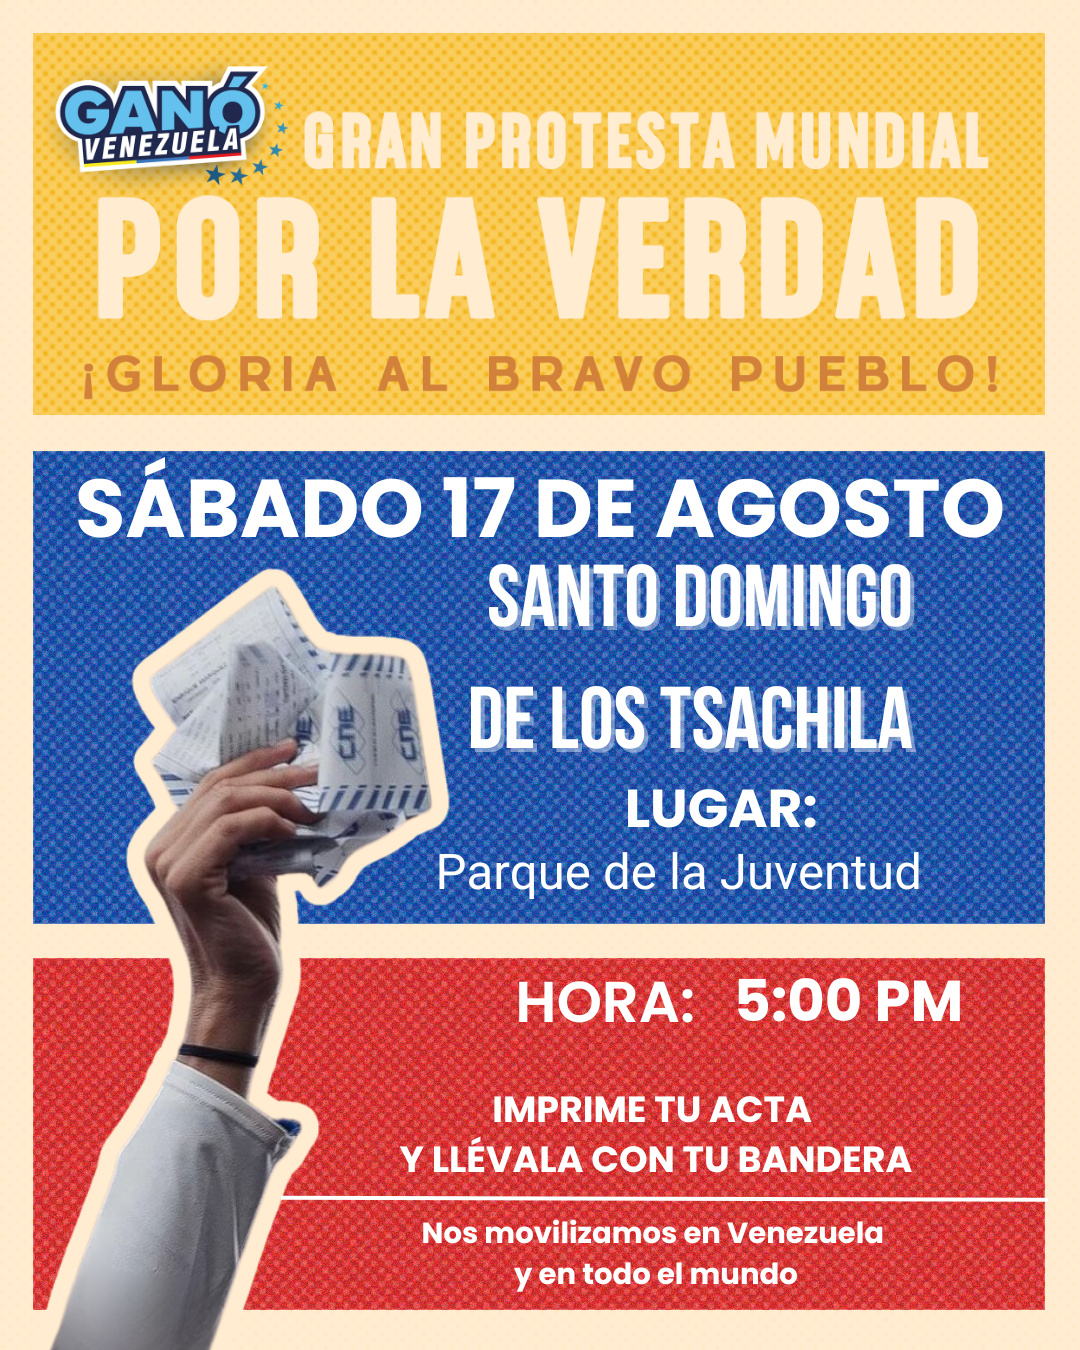 GANÓ
VENEZUELA
GRAN PROTESTA MUNDIAL
POR LA VERDAD
¡GLORIA AL BRAVO PUEBLO!
SÁBADO 17 DE AGOSTO
SANTO DOMINGO
DE LOS TSACHILA
CNE
LUGAR:
Parque de la Juventud
HORA: 5:00 PM
IMPRIME TU ACTA
Y LLÉVALA CON TU BANDERA
Nos movilizamos en Venezuela
y en todo el mundo